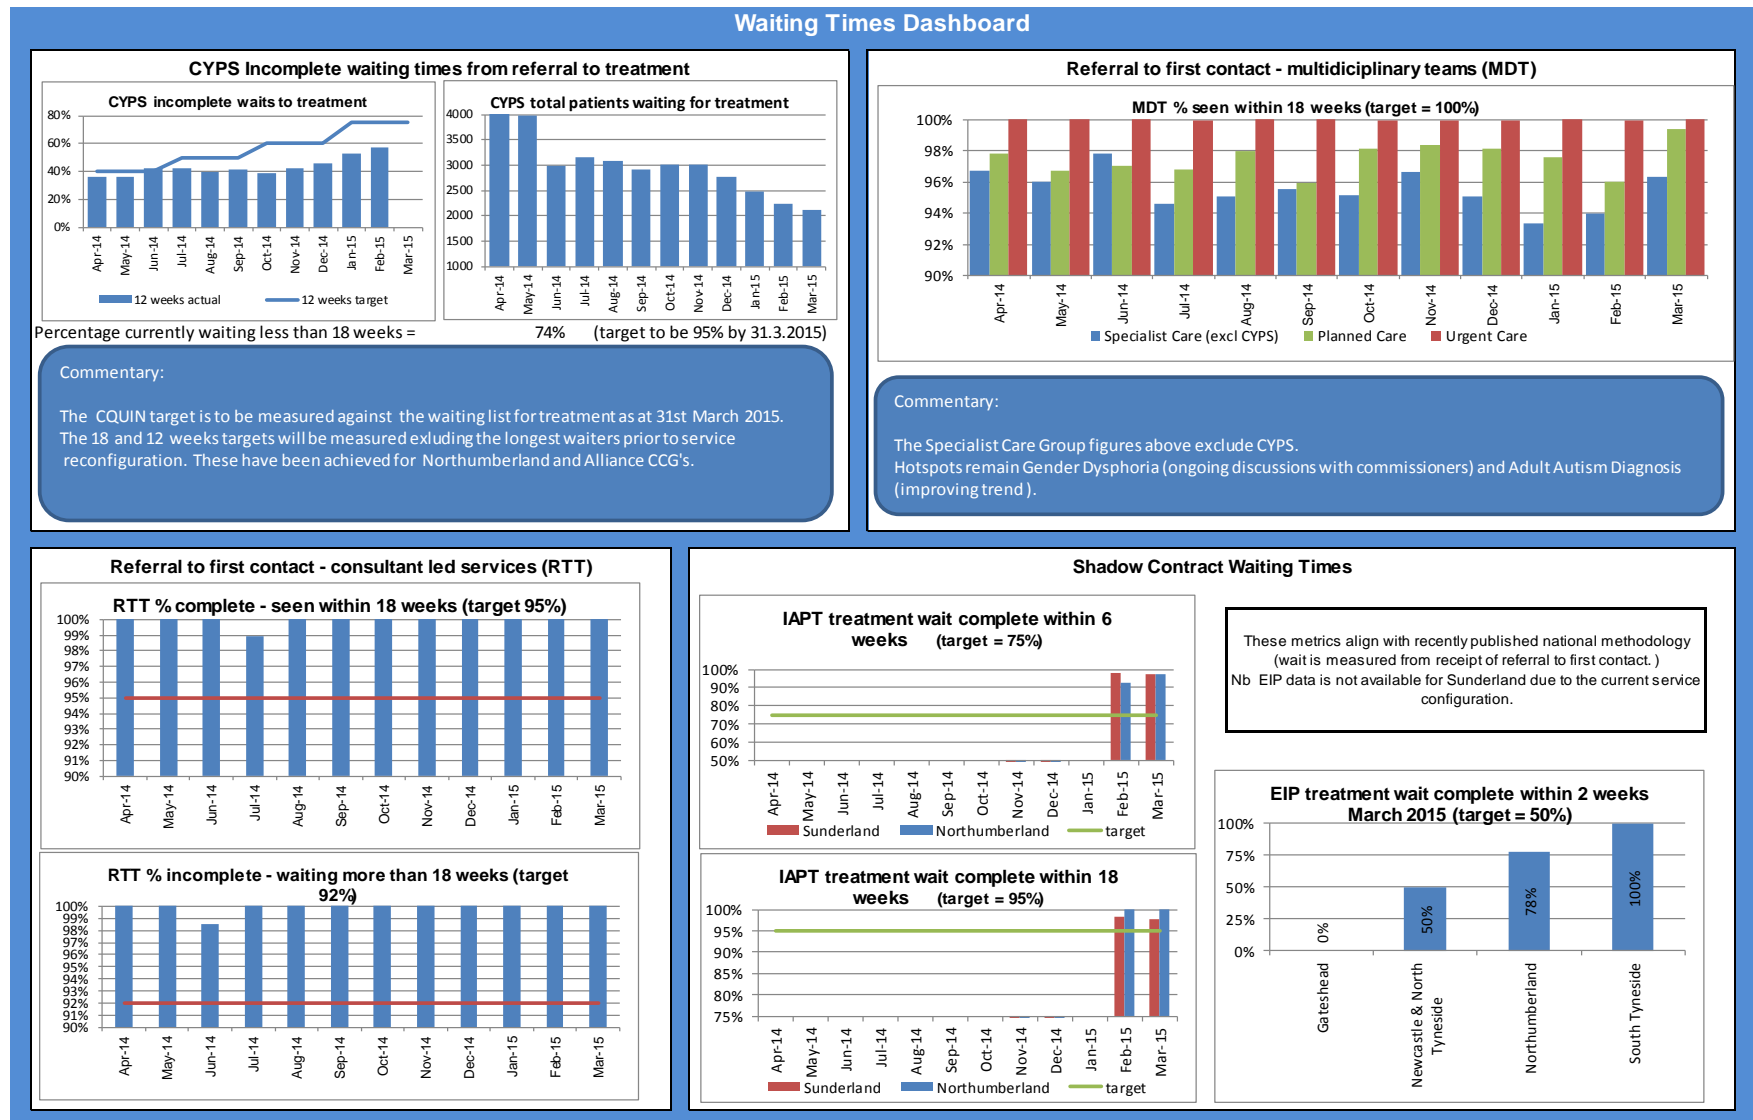 Waiting Times Dashboard
CYPS Incomplete waiting times from referral to treatment
CYPS incomplete waits to treatment
80%
60%
40%
20%
0%
Apr-14
May-14
Jun-14
Jul-14
Aug-14
Sep-14
Oct-14
Nov-14
Dec-14
Jan-15
Feb-15
Mar-15
12 weeks actual
12 weeks target
CYPS total patients waiting for treatment
4000
3500
3000
2500
2000
1500
1000
Apr-14
May-14
Jun-14
Jul-14
Aug-14
Sep-14
Oct-14
Nov-14
Dec-14
Jan-15
Feb-15
Mar-15
Percentage currently waiting less than 18 weeks = 74% (target to be 95% by 31.3.2015)
Commentary:
The CQUIN target is to be measured against the waiting list for treatment as at 31st March 2015.
The 18 and 12 weeks targets will be measured exluding the longest waiters prior to service
reconfiguration. These have been achieved for Northumberland and Alliance CCG's.
Referral to first contact - multidiciplinary teams (MDT)
MDT % seen within 18 weeks (target = 100%)
100%
98%
96%
94%
92%
90%
Apr-14
May-14
Jun-14
Jul-14
Aug-14
Sep-14
Oct-14
Nov-14
Dec-14
Jan-15
Feb-15
Mar-15
Specialist Care (excl CYPS)
Planned Care
Urgent Care
Commentary:
The Specialist Care Group figures above exclude CYPS.
Hotspots remain Gender Dysphoria (ongoing discussions with commissioners) and Adult Autism Diagnosis
(improving trend ).
Referral to first contact - consultant led services (RTT)
RTT % complete - seen within 18 weeks (target 95%)
100%
99%
98%
97%
96%
95%
94%
93%
92%
91%
90%
Apr-14
May-14
Jun-14
Jul-14
Aug-14
Sep-14
Oct-14
Nov-14
Dec-14
Jan-15
Feb-15
Mar-15
RTT % incomplete - waiting more than 18 weeks (target
92%)
100%
99%
98%
97%
96%
95%
94%
93%
92%
91%
90%
Apr-14
May-14
Jun-14
Jul-14
Aug-14
Sep-14
Oct-14
Nov-14
Dec-14
Jan-15
Feb-15
Mar-15
Shadow Contract Waiting Times
IAPT treatment wait complete within 6
weeks (target = 75%)
100%
90%
80%
70%
60%
50%
Apr-14
May-14
Jun-14
Jul-14
Aug-14
Sep-14
Oct-14
Nov-14
Dec-14
Jan-15
Feb-15
Mar-15
Sunderland
Northumberland
target
IAPT treatment wait complete within 18
weeks (target = 95%)
100%
95%
90%
85%
80%
75%
Apr-14
May-14
Jun-14
Jul-14
Aug-14
Sep-14
Oct-14
Nov-14
Dec-14
Jan-15
Feb-15
Mar-15
Sunderland
Northumberland
target
These metrics align with recently published national methodology
(wait is measured from receipt of referral to first contact. )
Nb EIP data is not available for Sunderland due to the current service
configuration.
EIP treatment wait complete within 2 weeks
March 2015 (target = 50%)
100%
75%
50%
25%
0%
0%
50%
78%
100%
Gateshead
Newcastle & North
Tyneside
Northumberland
South Tyneside